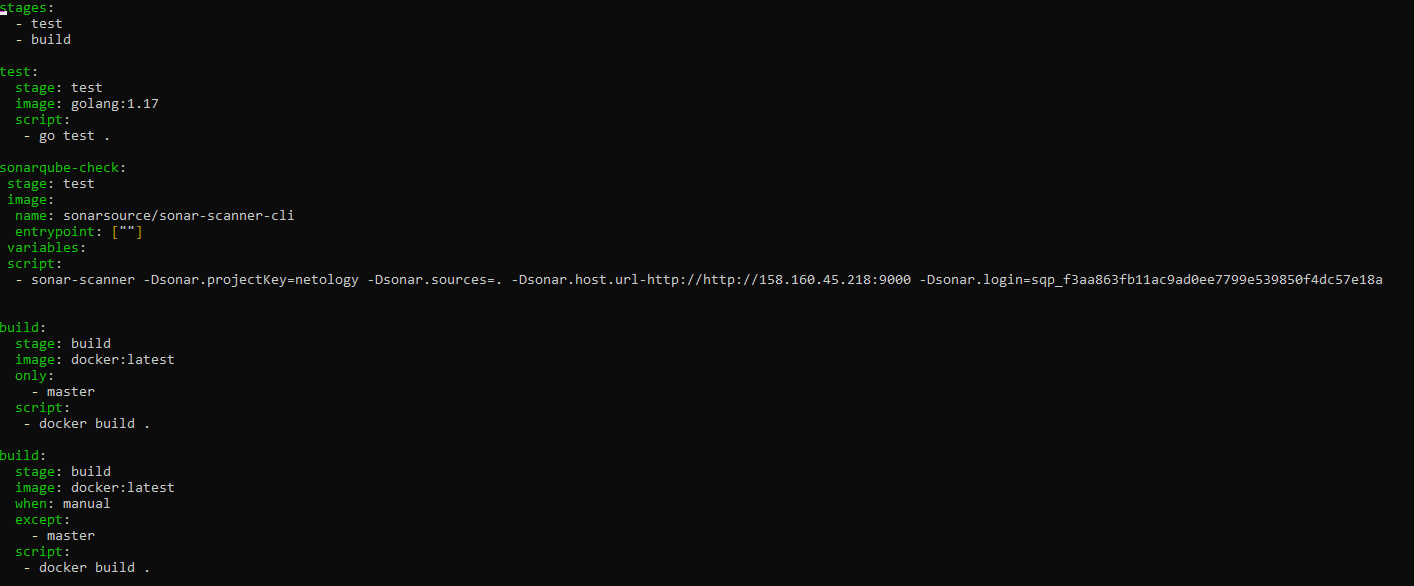 stages:
  - test
  - build

test:
  stage: test
  image: golang:1.17
  script:
   - go test .

sonarqube-check:
 stage: test
 image:
  name: sonarsource/sonar-scanner-cli
  entrypoint: [""]
 variables:
 script:
  - sonar-scanner -Dsonar.projectKey=netology -Dsonar.sources=. -Dsonar.host.url-http://http://158.160.45.218:9000 -Dsonar.login=sqp_f3aa863fb11ac9ad0ee7799e539850f4dc57e18a

build:
  stage: build
  image: docker:latest
  only:
    - master
  script:
   - docker build .

build:
  stage: build
  image: docker:latest
  when: manual
  except:
    - master
  script:
   - docker build .